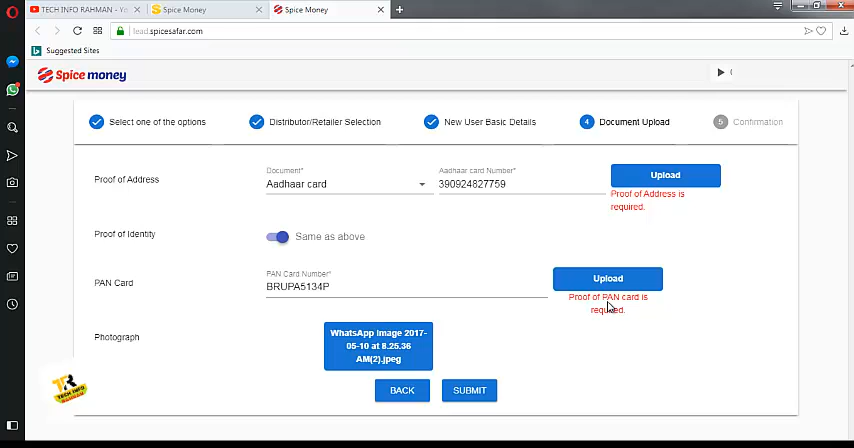 TECH INFO RAHMAN - Yo
Spice Money
Spice Money
lead.spicesafar.com
Suggested Sites
Spice money
Select one of the options
Distributor/Retailer Selection
New User Basic Details
4 Document Upload
5 Confirmation
Proof of Address
Document*
Aadhaar card
Aadhaar card Number*
390924827759
Upload
Proof of Address is
required.
Proof of Identity
Same as above
PAN Card
PAN Card Number*
BRUPA5134P
Upload
Proof of PAN card is
required.
Photograph
WhatsApp Image 2017-
05-10 at 8.25.36
AM(2).jpeg
BACK
SUBMIT
TR
TECH INFO
RAHMAN